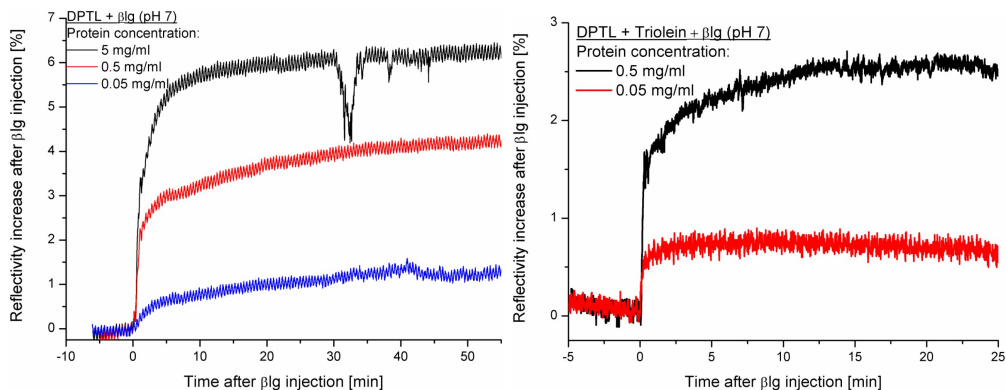 DPTL + βlg (pH 7)
Protein concentration:
5 mg/ml
0.5 mg/ml
0.05 mg/ml
Reflectivity increase after βlg injection [%]
7
6
5
4
3
2
1
0
-10
0
10
20
30
40
50
Time after βlg injection [min]
DPTL + Triolein + βlg (pH 7)
Protein concentration:
0.5 mg/ml
0.05 mg/ml
Reflectivity increase after βlg injection [%]
3
2
1
0
-5
0
5
10
15
20
25
Time after βlg injection [min]